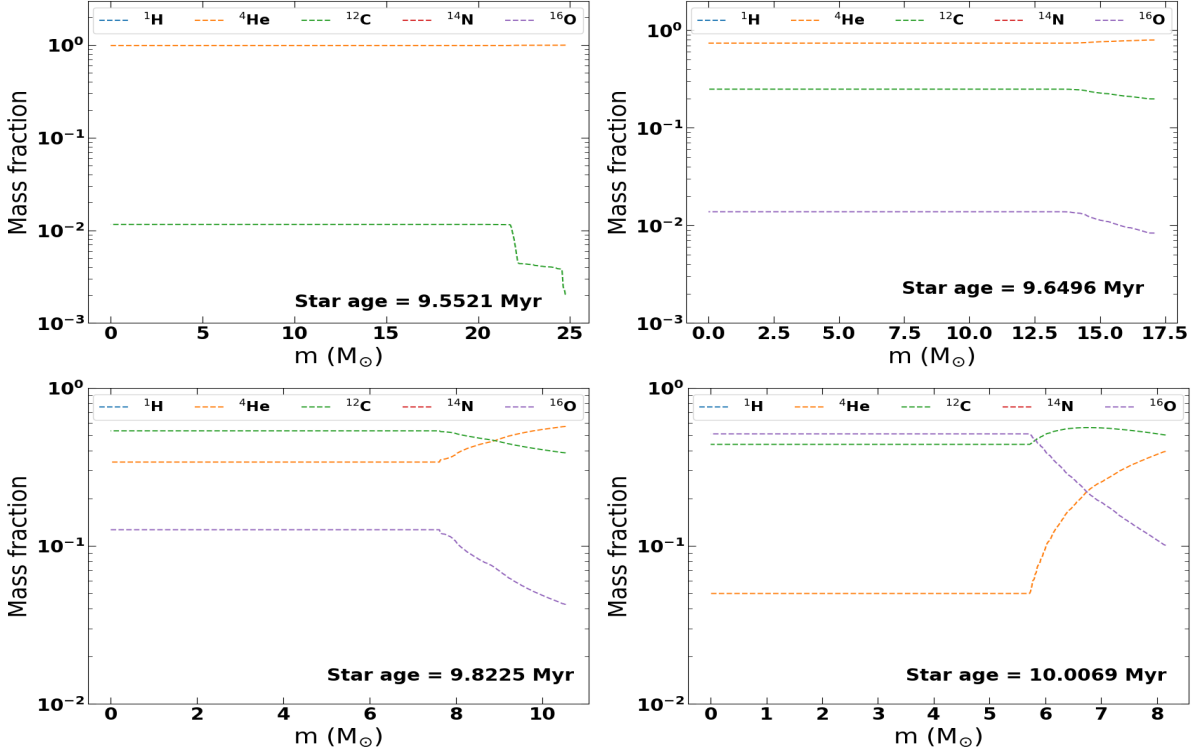 ¹H ⁴He ¹²C ¹⁴N ¹⁶O
10⁰
10⁻¹
10⁻²
10⁻³
Mass fraction
Star age = 9.5521 Myr
0 5 10 15 20 25
m (M⊙)
¹H ⁴He ¹²C ¹⁴N ¹⁶O
10⁰
10⁻¹
10⁻²
10⁻³
Mass fraction
Star age = 9.6496 Myr
0.0 2.5 5.0 7.5 10.0 12.5 15.0 17.5
m (M⊙)
¹H ⁴He ¹²C ¹⁴N ¹⁶O
10⁰
10⁻¹
10⁻²
Mass fraction
Star age = 9.8225 Myr
0 2 4 6 8 10
m (M⊙)
¹H ⁴He ¹²C ¹⁴N ¹⁶O
10⁰
10⁻¹
10⁻²
Mass fraction
Star age = 10.0069 Myr
0 1 2 3 4 5 6 7 8
m (M⊙)